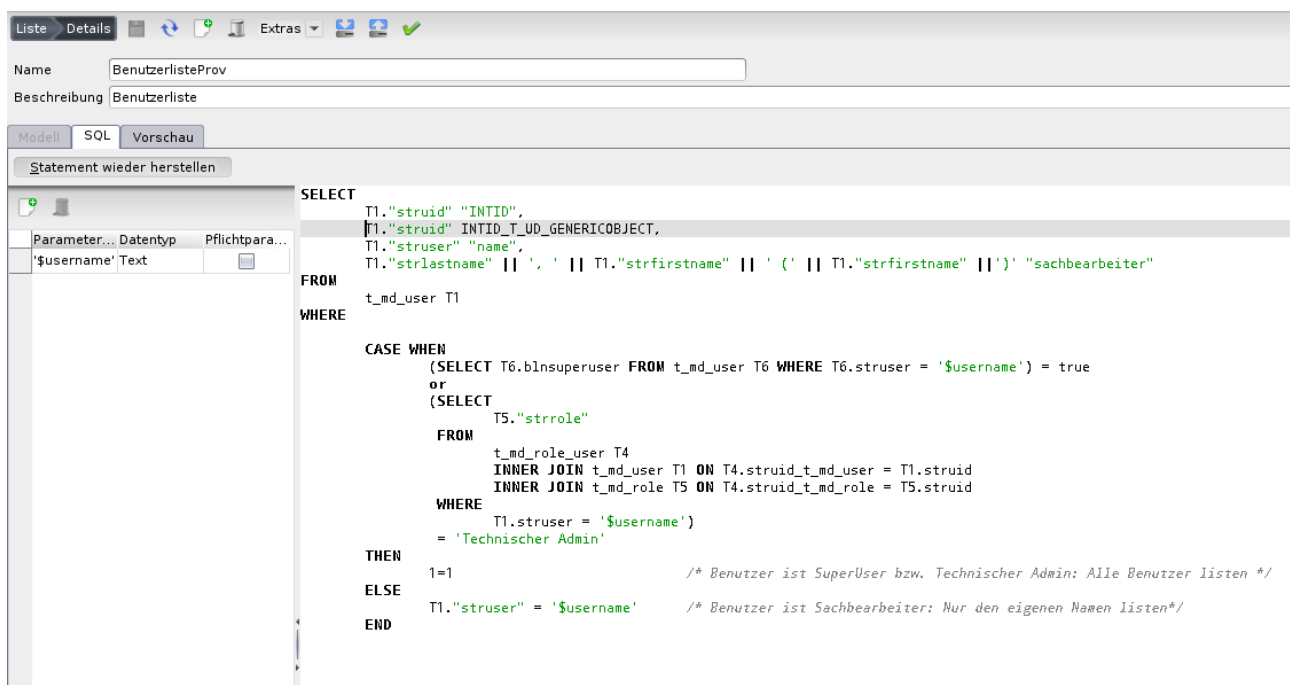 Liste Details Extras
Name BenutzerlisteProv
Beschreibung Benutzerliste
Modell SQL Vorschau
Statement wieder herstellen
Parameter... Datentyp Pflichtpara...
'$username' Text
SELECT
T1."struid" "INTID",
T1."struid" INTID_T_UD_GENERICOBJECT,
T1."struser" "name",
T1."strlastname" || ', ' || T1."strfirstname" || ' (' || T1."strfirstname" ||')' "sachbearbeiter"
FROM
t_md_user T1
WHERE
CASE WHEN
(SELECT T6.blnsuperuser FROM t_md_user T6 WHERE T6.struser = '$username') = true
or
(SELECT
T5."strrole"
FROM
t_md_role_user T4
INNER JOIN t_md_user T1 ON T4.struid_t_md_user = T1.struid
INNER JOIN t_md_role T5 ON T4.struid_t_md_role = T5.struid
WHERE
T1.struser = '$username')
= 'Technischer Admin'
THEN
1=1 /* Benutzer ist SuperUser bzw. Technischer Admin: Alle Benutzer listen */
ELSE
T1."struser" = '$username' /* Benutzer ist Sachbearbeiter: Nur den eigenen Namen listen*/
END